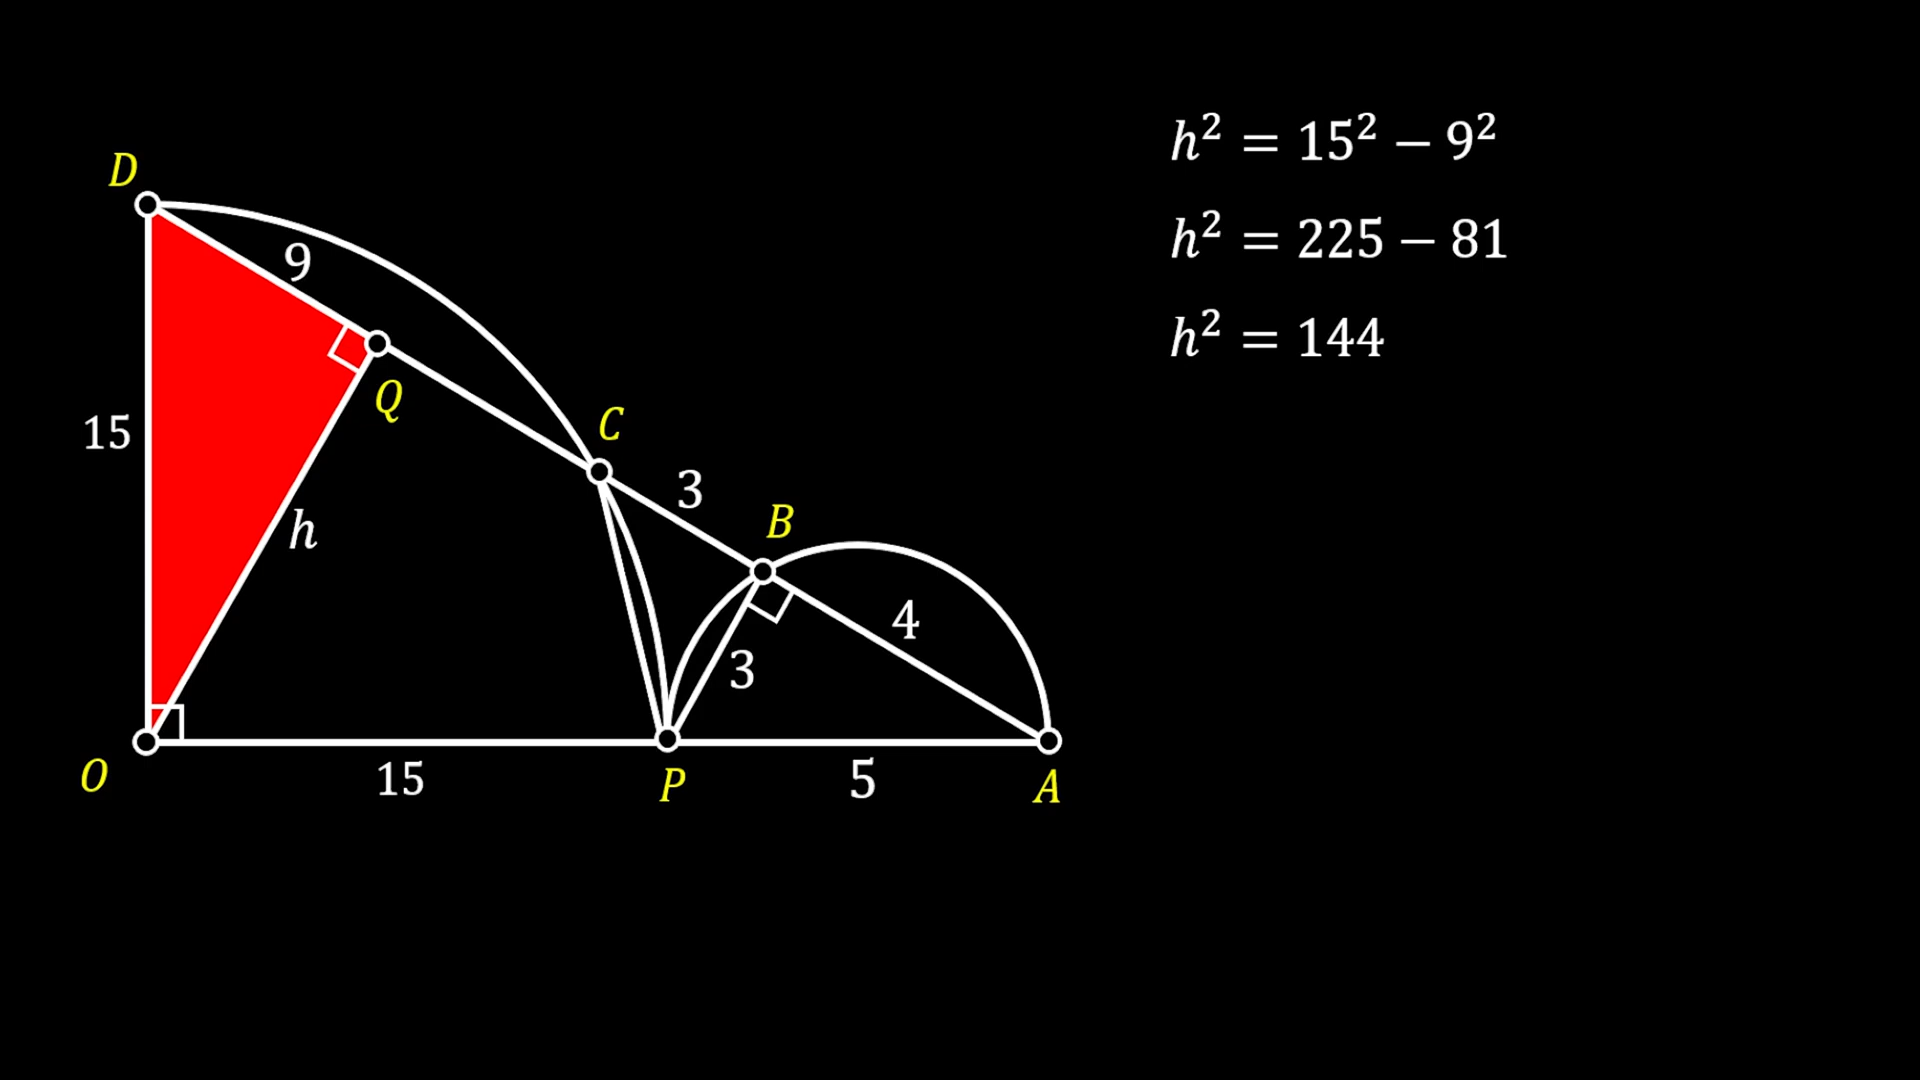 D
9
Q
15
h
C
3
B
4
3
O
15
P
5
A
h² = 15² − 9²
h² = 225 − 81
h² = 144